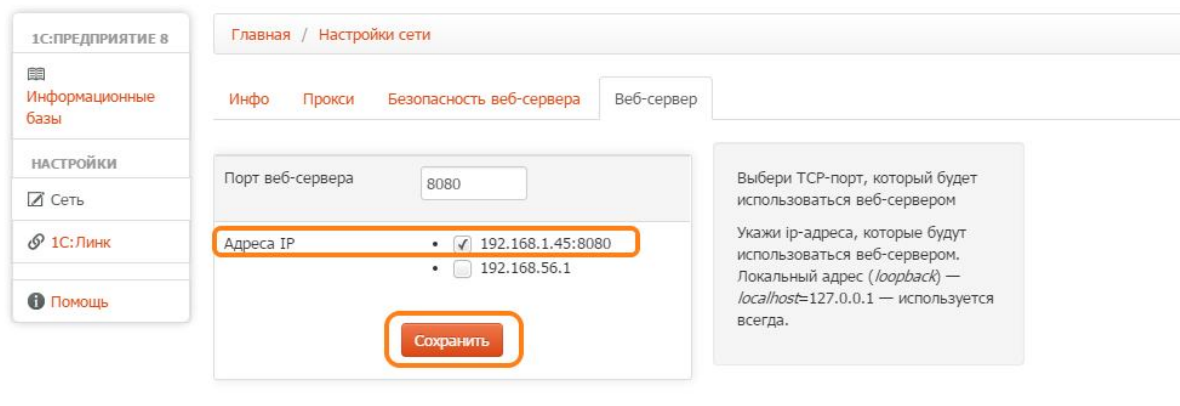 1С:ПРЕДПРИЯТИЕ 8
Информационные
базы
НАСТРОЙКИ
Сеть
1С:Линк
Помощь
Главная / Настройки сети
Инфо Прокси Безопасность веб-сервера Веб-сервер
Порт веб-сервера 8080
Адреса IP • 192.168.1.45:8080
• 192.168.56.1
Сохранить
Выбери TCP-порт, который будет
использоваться веб-сервером
Укажи ip-адреса, которые будут
использоваться веб-сервером.
Локальный адрес (loopback) —
localhost=127.0.0.1 — используется
всегда.